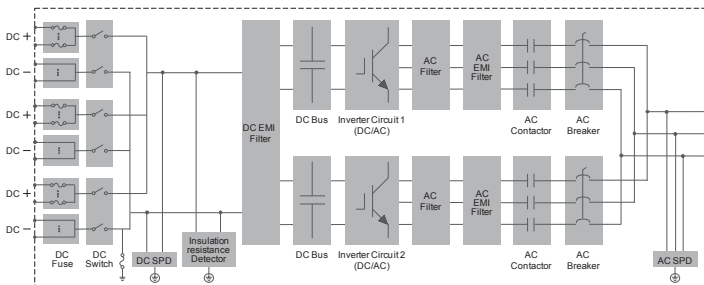 DC +
DC −
DC +
DC −
DC +
DC −
DC
Fuse
DC
Switch
DC SPD
Insulation
resistance
Detector
DC EMI
Filter
DC Bus
Inverter Circuit 1
(DC/AC)
AC
Filter
AC
EMI
Filter
AC
Contactor
AC
Breaker
DC Bus
Inverter Circuit 2
(DC/AC)
AC
Filter
AC
EMI
Filter
AC
Contactor
AC
Breaker
AC SPD